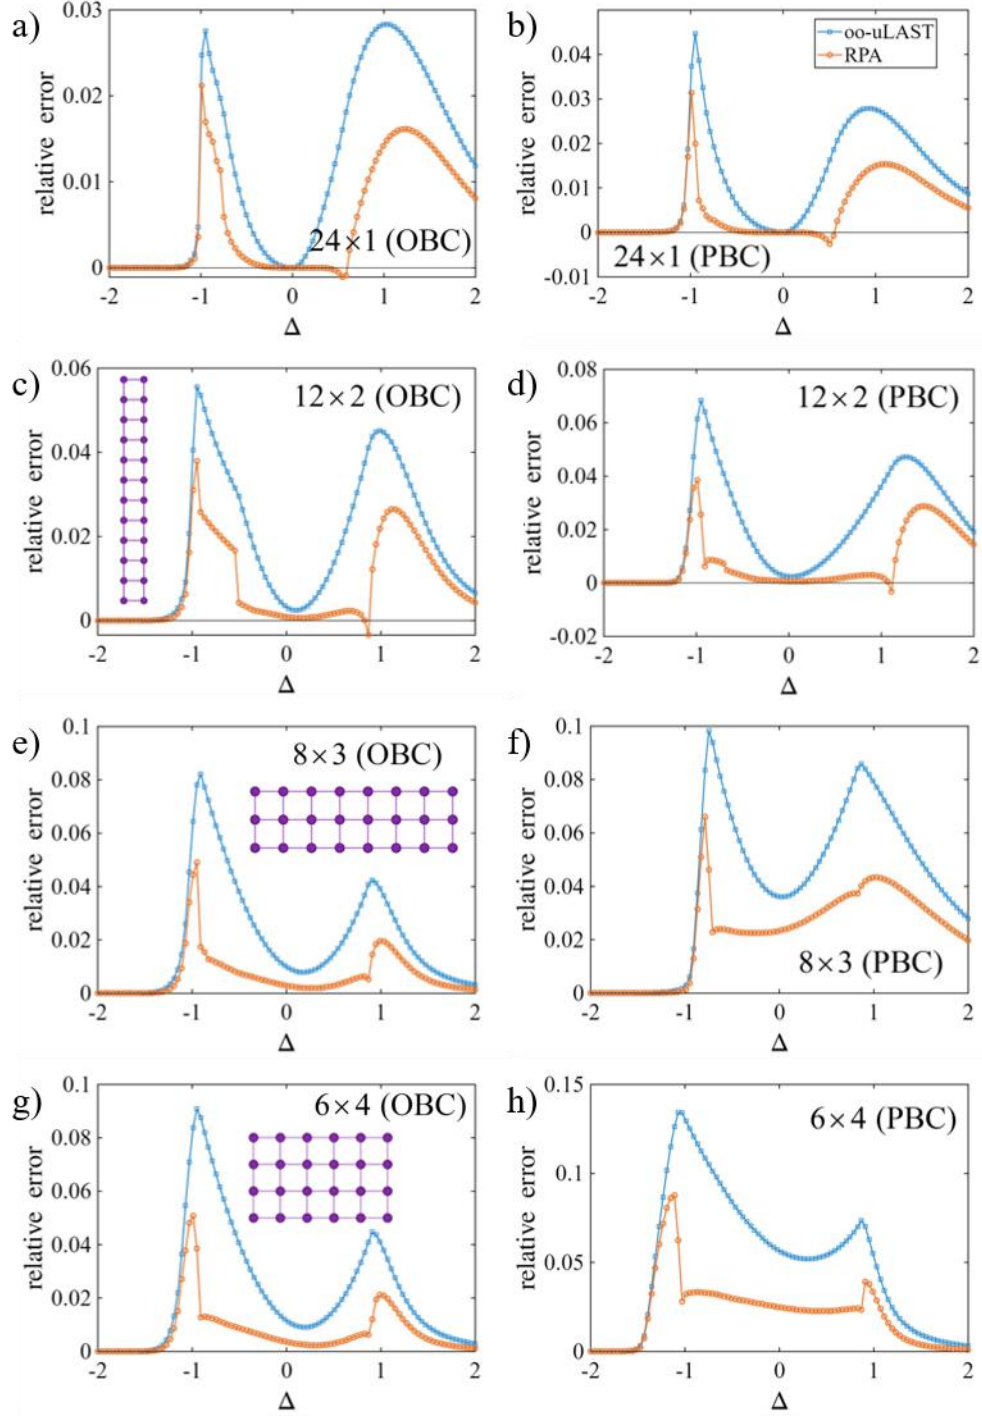 a)
0.03
0.02
0.01
0
relative error
24×1 (OBC)
-2 -1 0 1 2
Δ
b)
oo-uLAST
RPA
0.04
0.03
0.02
0.01
0
-0.01
relative error
24×1 (PBC)
-2 -1 0 1 2
Δ
c)
0.06
0.04
0.02
0
relative error
12×2 (OBC)
-2 -1 0 1 2
Δ
d)
0.08
0.06
0.04
0.02
0
-0.02
relative error
12×2 (PBC)
-2 -1 0 1 2
Δ
e)
0.1
0.08
0.06
0.04
0.02
0
relative error
8×3 (OBC)
-2 -1 0 1 2
Δ
f)
0.1
0.08
0.06
0.04
0.02
0
relative error
8×3 (PBC)
-2 -1 0 1 2
Δ
g)
0.1
0.08
0.06
0.04
0.02
0
relative error
6×4 (OBC)
-2 -1 0 1 2
Δ
h)
0.15
0.1
0.05
0
relative error
6×4 (PBC)
-2 -1 0 1 2
Δ